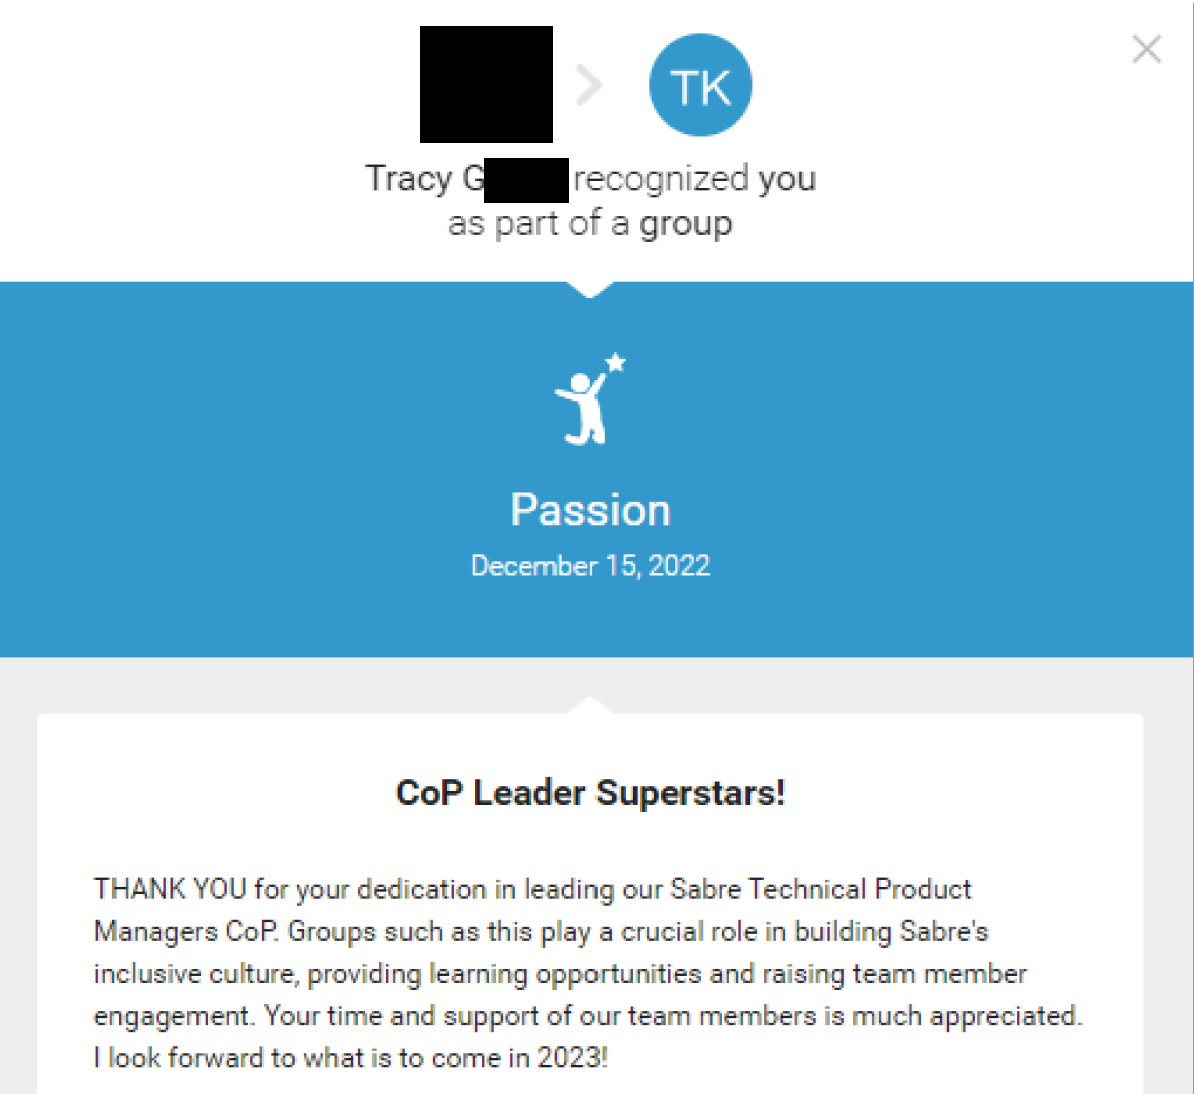 TK
Tracy G recognized you
as part of a group
Passion
December 15, 2022
CoP Leader Superstars!
THANK YOU for your dedication in leading our Sabre Technical Product
Managers CoP. Groups such as this play a crucial role in building Sabre's
inclusive culture, providing learning opportunities and raising team member
engagement. Your time and support of our team members is much appreciated.
I look forward to what is to come in 2023!